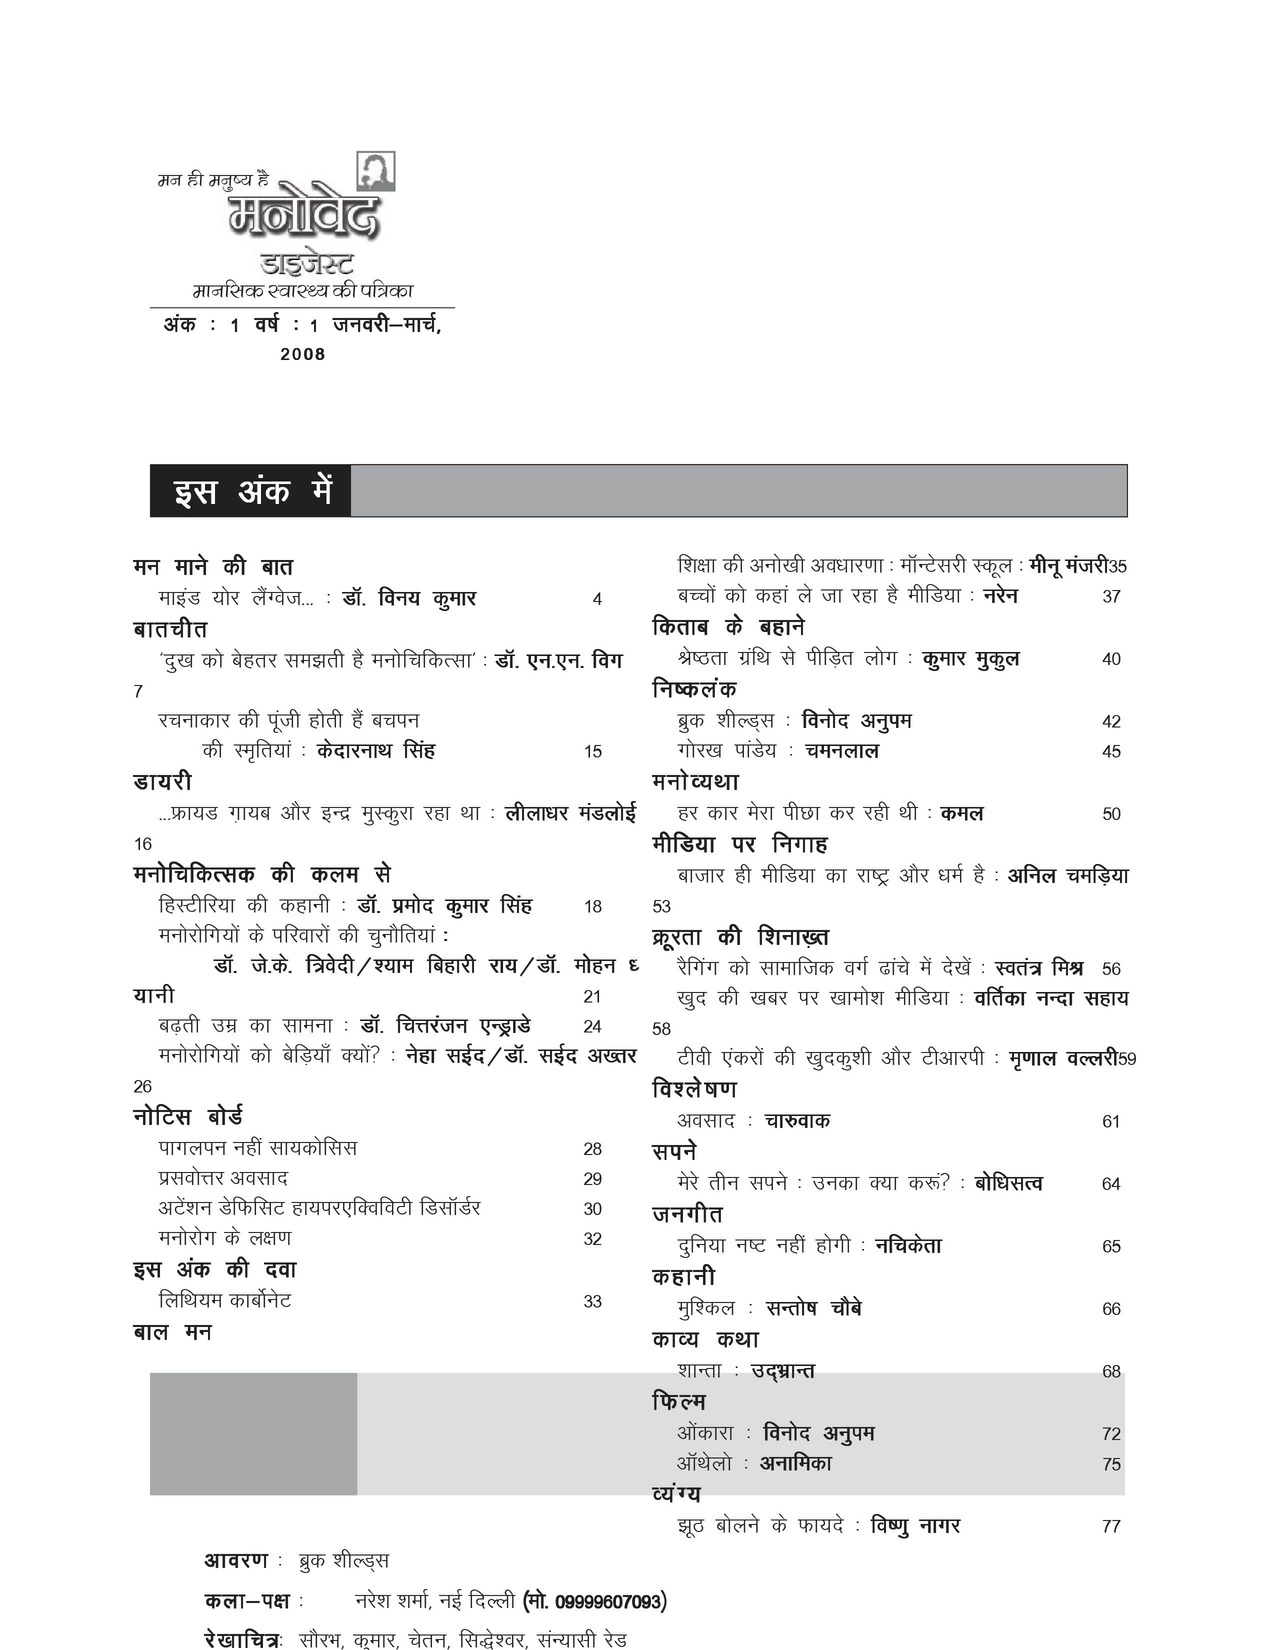 मन ही मनुष्य है
मनोवेद
डाइजेस्ट
मानसिक स्वास्थ्य की पत्रिका
अंक : 1 वर्ष : 1 जनवरी–मार्च,
2008
इस अंक में
मन माने की बात
माइंड योर लैंग्वेज... : डॉ. विनय कुमार 4
बातचीत
'दुख को बेहतर समझती है मनोचिकित्सा' : डॉ. एन.एन. विग
7
रचनाकार की पूंजी होती हैं बचपन
की स्मृतियां : केदारनाथ सिंह 15
डायरी
...फ्रायड ग़ायब और इन्द्र मुस्कुरा रहा था : लीलाधर मंडलोई
16
मनोचिकित्सक की कलम से
हिस्टीरिया की कहानी : डॉ. प्रमोद कुमार सिंह 18
मनोरोगियों के परिवारों की चुनौतियां :
डॉ. जे.के. त्रिवेदी/श्याम बिहारी राय/डॉ. मोहन ध्
यानी 21
बढ़ती उम्र का सामना : डॉ. चित्तरंजन एन्ड्राडे 24
मनोरोगियों को बेड़ियाँ क्यों? : नेहा सईद/डॉ. सईद अख्तर
26
नोटिस बोर्ड
पागलपन नहीं सायकोसिस 28
प्रसवोत्तर अवसाद 29
अटेंशन डेफिसिट हायपरएक्विविटी डिसॉर्डर 30
मनोरोग के लक्षण 32
इस अंक की दवा
लिथियम कार्बोनेट 33
बाल मन
शिक्षा की अनोखी अवधारणा : मॉन्टेसरी स्कूल : मीनू मंजरी35
बच्चों को कहां ले जा रहा है मीडिया : नरेन 37
किताब के बहाने
श्रेष्ठता ग्रंथि से पीड़ित लोग : कुमार मुकुल 40
निष्कलंक
ब्रुक शील्ड्स : विनोद अनुपम 42
गोरख पांडेय : चमनलाल 45
मनोव्यथा
हर कार मेरा पीछा कर रही थी : कमल 50
मीडिया पर निगाह
बाजार ही मीडिया का राष्ट्र और धर्म है : अनिल चमड़िया
53
क्रूरता की शिनाख़्त
रैगिंग को सामाजिक वर्ग ढांचे में देखें : स्वतंत्र मिश्र 56
खुद की खबर पर खामोश मीडिया : वर्तिका नन्दा सहाय
58
टीवी एंकरों की खुदकुशी और टीआरपी : मृणाल वल्लरी59
विश्लेषण
अवसाद : चारुवाक 61
सपने
मेरे तीन सपने : उनका क्या करूं? : बोधिसत्व 64
जनगीत
दुनिया नष्ट नहीं होगी : नचिकेता 65
कहानी
मुश्किल : सन्तोष चौबे 66
काव्य कथा
शान्ता : उद्भ्रान्त 68
फिल्म
ओंकारा : विनोद अनुपम 72
ऑथेलो : अनामिका 75
व्यंग्य
झूठ बोलने के फायदे : विष्णु नागर 77
आवरण : ब्रुक शील्ड्स
कला–पक्ष : नरेश शर्मा, नई दिल्ली (मो. 09999607093)
रेखाचित्र: सौरभ, कुमार, चेतन, सिद्धेश्वर, संन्यासी रेड